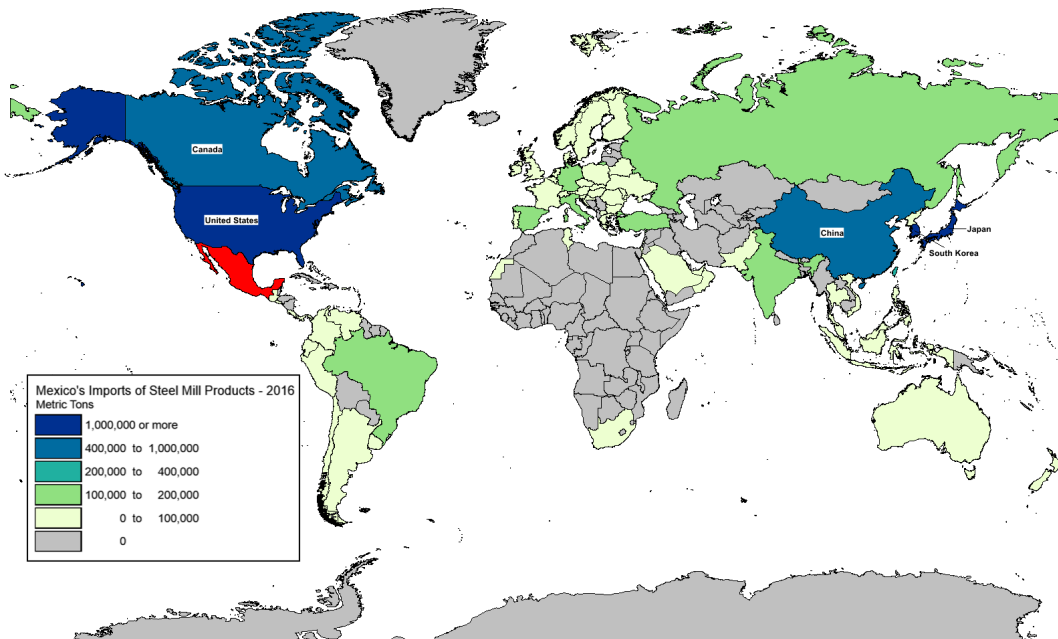 Canada
United States
China
Japan
South Korea
Mexico's Imports of Steel Mill Products - 2016
Metric Tons
1,000,000 or more
400,000 to 1,000,000
200,000 to 400,000
100,000 to 200,000
0 to 100,000
0